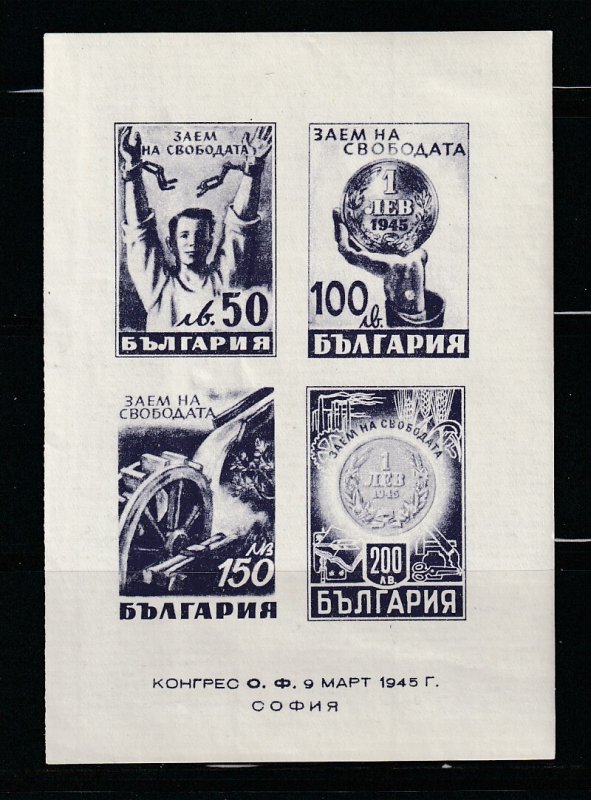 ЗАЕМ
НА СВОБОДАТА
лв. 50
БЪЛГАРИЯ
ЗАЕМ НА
СВОБОДАТА
1
ЛЕВ
1945
100
лв.
БЪЛГАРИЯ
ЗАЕМ НА
СВОБОДАТА
лв
150
БЪЛГАРИЯ
ЗАЕМ НА СВОБОДАТА
1
ЛЕВ
1945
200
ЛВ.
БЪЛГАРИЯ
КОНГРЕС О. Ф. 9 МАРТ 1945 Г.
СОФИЯ